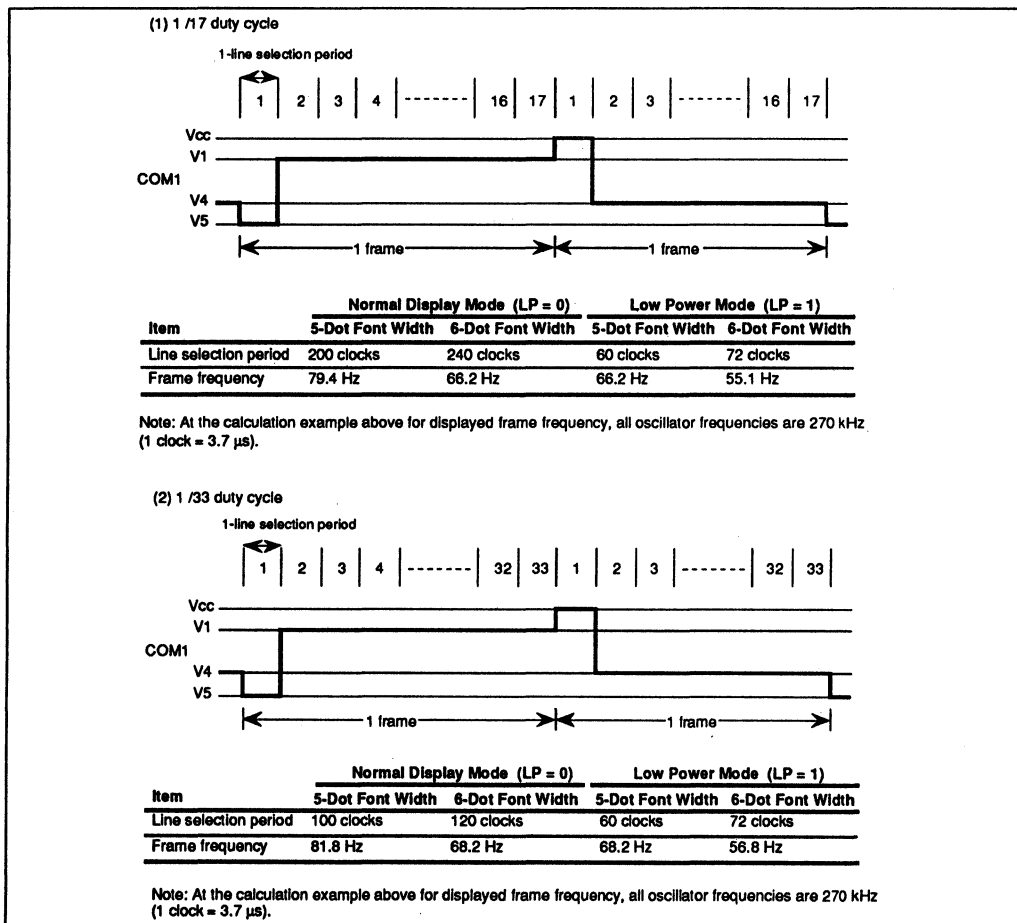 (1) 1 /17 duty cycle
1-line selection period
1 2 3 4 -------- 16 17 1 2 3 -------- 16 17
Vcc
V1
COM1
V4
V5
1 frame 1 frame
Normal Display Mode (LP = 0) Low Power Mode (LP = 1)
Item 5-Dot Font Width 6-Dot Font Width 5-Dot Font Width 6-Dot Font Width
Line selection period 200 clocks 240 clocks 60 clocks 72 clocks
Frame frequency 79.4 Hz 66.2 Hz 66.2 Hz 55.1 Hz
Note: At the calculation example above for displayed frame frequency, all oscillator frequencies are 270 kHz
(1 clock = 3.7 μs).
(2) 1 /33 duty cycle
1-line selection period
1 2 3 4 -------- 32 33 1 2 3 -------- 32 33
Vcc
V1
COM1
V4
V5
1 frame 1 frame
Normal Display Mode (LP = 0) Low Power Mode (LP = 1)
Item 5-Dot Font Width 6-Dot Font Width 5-Dot Font Width 6-Dot Font Width
Line selection period 100 clocks 120 clocks 60 clocks 72 clocks
Frame frequency 81.8 Hz 68.2 Hz 68.2 Hz 56.8 Hz
Note: At the calculation example above for displayed frame frequency, all oscillator frequencies are 270 kHz
(1 clock = 3.7 μs).